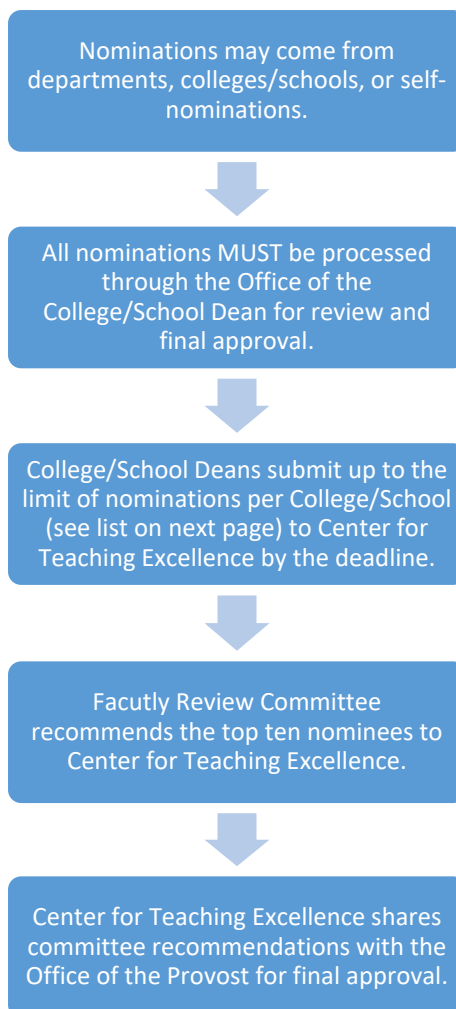 Nominations may come from
departments, colleges/schools, or self-
nominations.
All nominations MUST be processed
through the Office of the
College/School Dean for review and
final approval.
College/School Deans submit up to the
limit of nominations per College/School
(see list on next page) to Center for
Teaching Excellence by the deadline.
Facutly Review Committee
recommends the top ten nominees to
Center for Teaching Excellence.
Center for Teaching Excellence shares
committee recommendations with the
Office of the Provost for final approval.